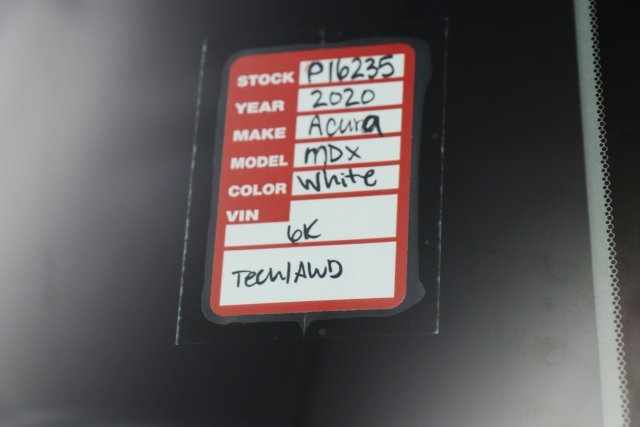 STOCK P16235
YEAR 2020
MAKE Acura
MODEL MDX
COLOR White
VIN
6K
Tech/AWD